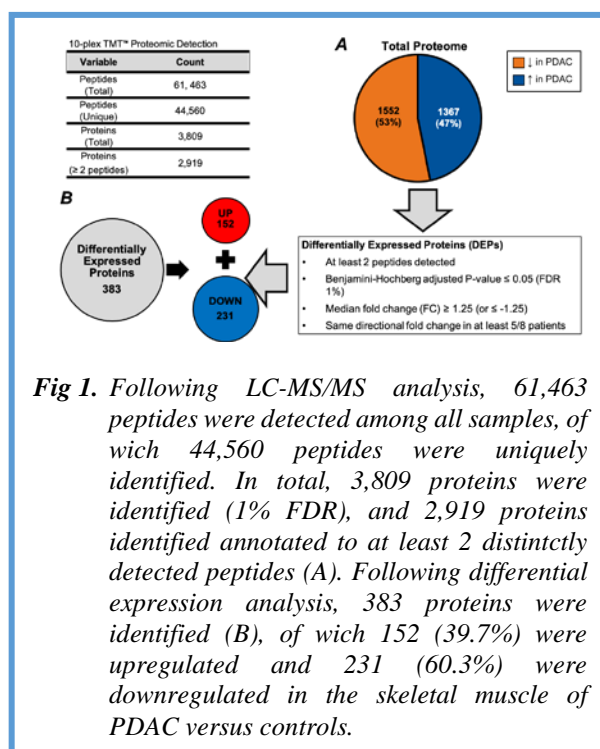 10-plex TMT™ Proteomic Detection
Variable Count
Peptides (Total) 61, 463
Peptides (Unique) 44,560
Proteins (Total) 3,809
Proteins (≥ 2 peptides) 2,919
A
Total Proteome
↓ in PDAC
↑ in PDAC
1552 (53%)
1367 (47%)
B
Differentially
Expressed
Proteins
383
UP
152
DOWN
231
Differentially Expressed Proteins (DEPs)
• At least 2 peptides detected
• Benjamini-Hochberg adjusted P-value ≤ 0.05 (FDR
1%)
• Median fold change (FC) ≥ 1.25 (or ≤ -1.25)
• Same directional fold change in at least 5/8 patients
Fig 1. Following LC-MS/MS analysis, 61,463
peptides were detected among all samples, of
wich 44,560 peptides were uniquely
identified. In total, 3,809 proteins were
identified (1% FDR), and 2,919 proteins
identified annotated to at least 2 distintctly
detected peptides (A). Following differential
expression analysis, 383 proteins were
identified (B), of wich 152 (39.7%) were
upregulated and 231 (60.3%) were
downregulated in the skeletal muscle of
PDAC versus controls.